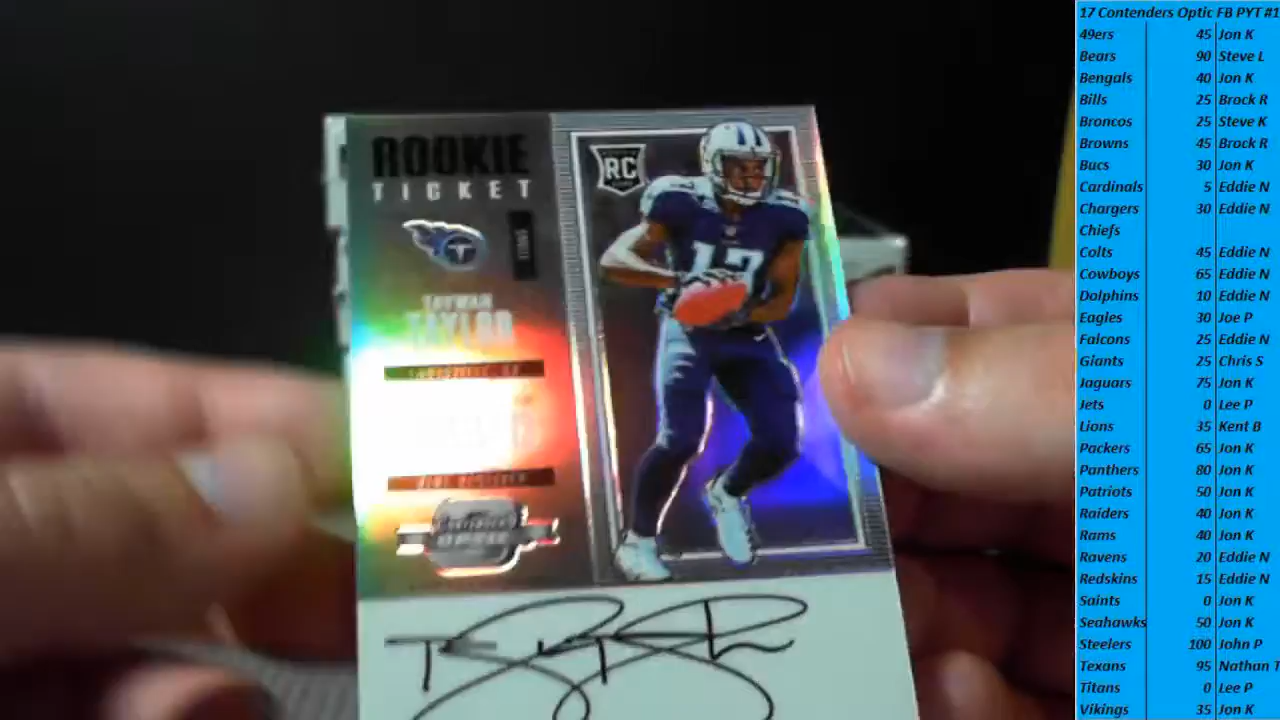 ROOKIE
TICKET
RC
TAYWAN
TAYLOR
17
17 Contenders Optic FB PYT #1
49ers 45 Jon K
Bears 90 Steve L
Bengals 40 Jon K
Bills 25 Brock R
Broncos 25 Steve K
Browns 45 Brock R
Bucs 30 Jon K
Cardinals 5 Eddie N
Chargers 30 Eddie N
Chiefs
Colts 45 Eddie N
Cowboys 65 Eddie N
Dolphins 10 Eddie N
Eagles 30 Joe P
Falcons 25 Eddie N
Giants 25 Chris S
Jaguars 75 Jon K
Jets 0 Lee P
Lions 35 Kent B
Packers 65 Jon K
Panthers 80 Jon K
Patriots 50 Jon K
Raiders 40 Jon K
Rams 40 Jon K
Ravens 20 Eddie N
Redskins 15 Eddie N
Saints 0 Jon K
Seahawks 50 Jon K
Steelers 100 John P
Texans 95 Nathan T
Titans 0 Lee P
Vikings 35 Jon K